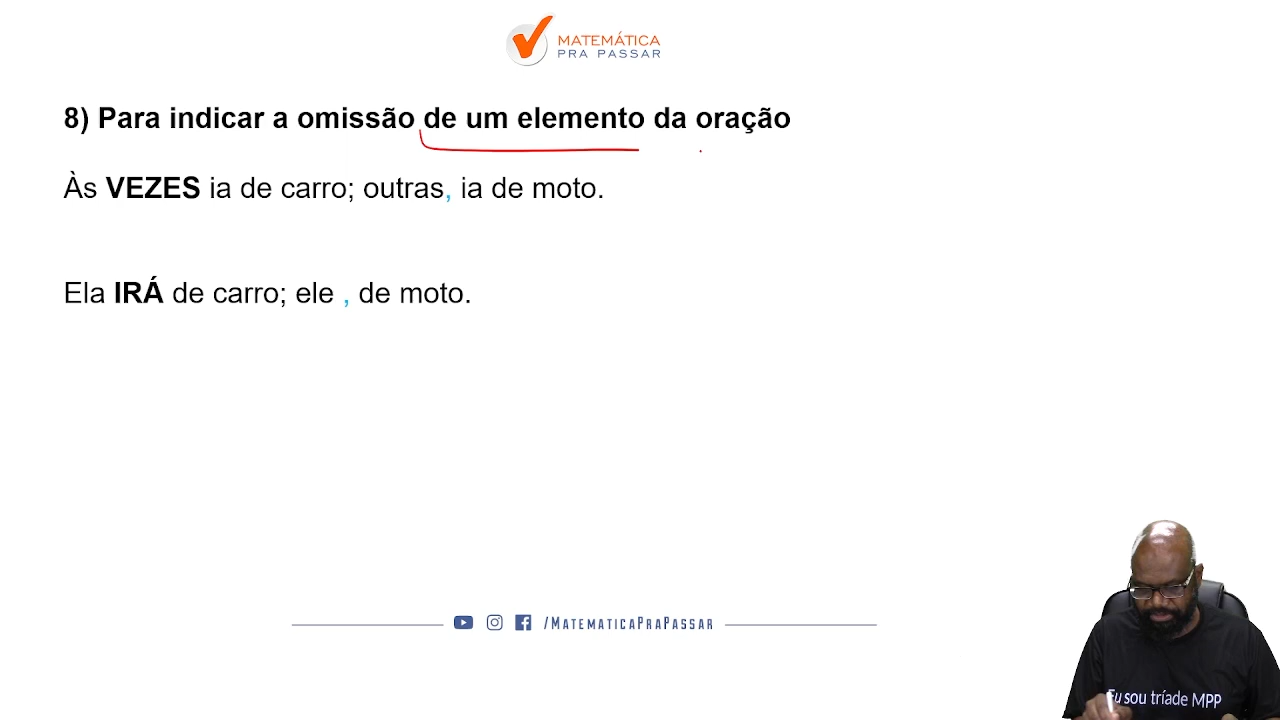 MATEMÁTICA
PRA PASSAR
8) Para indicar a omissão de um elemento da oração
Às VEZES ia de carro; outras, ia de moto.
Ela IRÁ de carro; ele , de moto.
/MATEMATICAPRAPASSAR
Eu sou tríade MPP